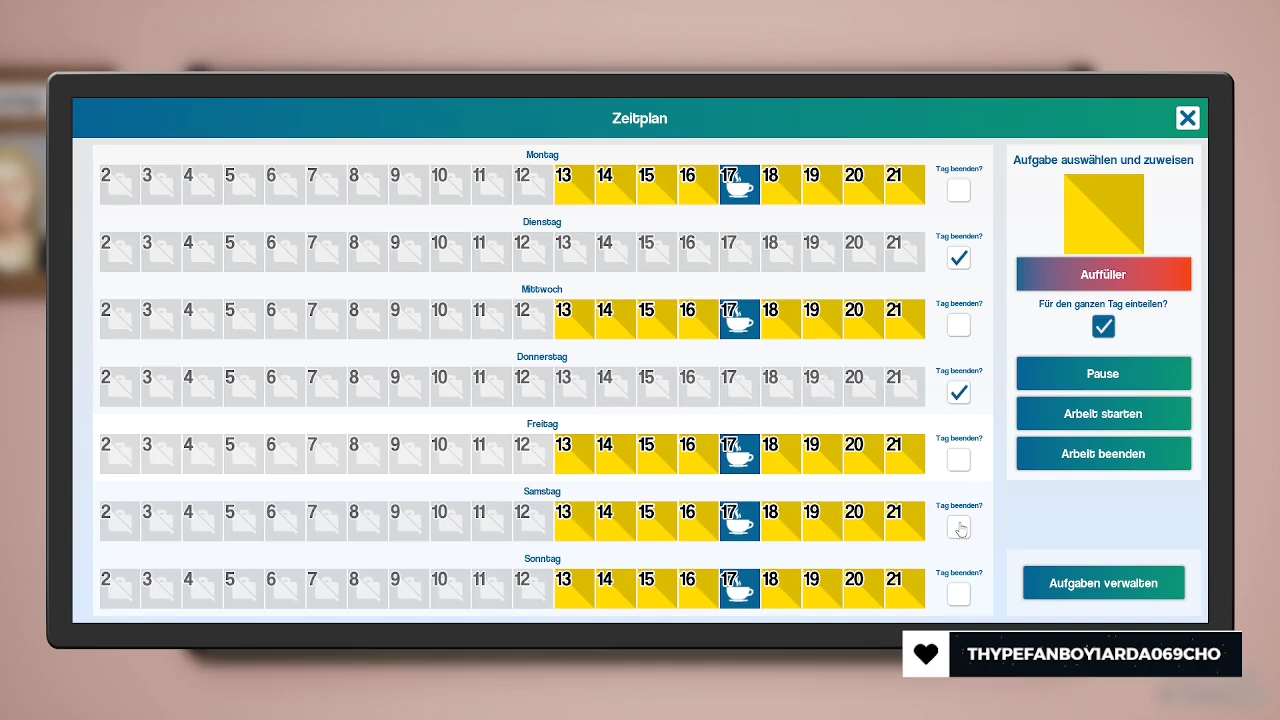 Zeitplan
Montag
2 3 4 5 6 7 8 9 10 11 12 13 14 15 16 17 18 19 20 21
Tag beenden?
Dienstag
2 3 4 5 6 7 8 9 10 11 12 13 14 15 16 17 18 19 20 21
Tag beenden?
Mittwoch
2 3 4 5 6 7 8 9 10 11 12 13 14 15 16 17 18 19 20 21
Tag beenden?
Donnerstag
2 3 4 5 6 7 8 9 10 11 12 13 14 15 16 17 18 19 20 21
Tag beenden?
Freitag
2 3 4 5 6 7 8 9 10 11 12 13 14 15 16 17 18 19 20 21
Tag beenden?
Samstag
2 3 4 5 6 7 8 9 10 11 12 13 14 15 16 17 18 19 20 21
Tag beenden?
Sonntag
2 3 4 5 6 7 8 9 10 11 12 13 14 15 16 17 18 19 20 21
Tag beenden?
Aufgabe auswählen und zuweisen
Auffüller
Für den ganzen Tag einteilen?
Pause
Arbeit starten
Arbeit beenden
Aufgaben verwalten
THYPEFANBOY1ARDA069CHO